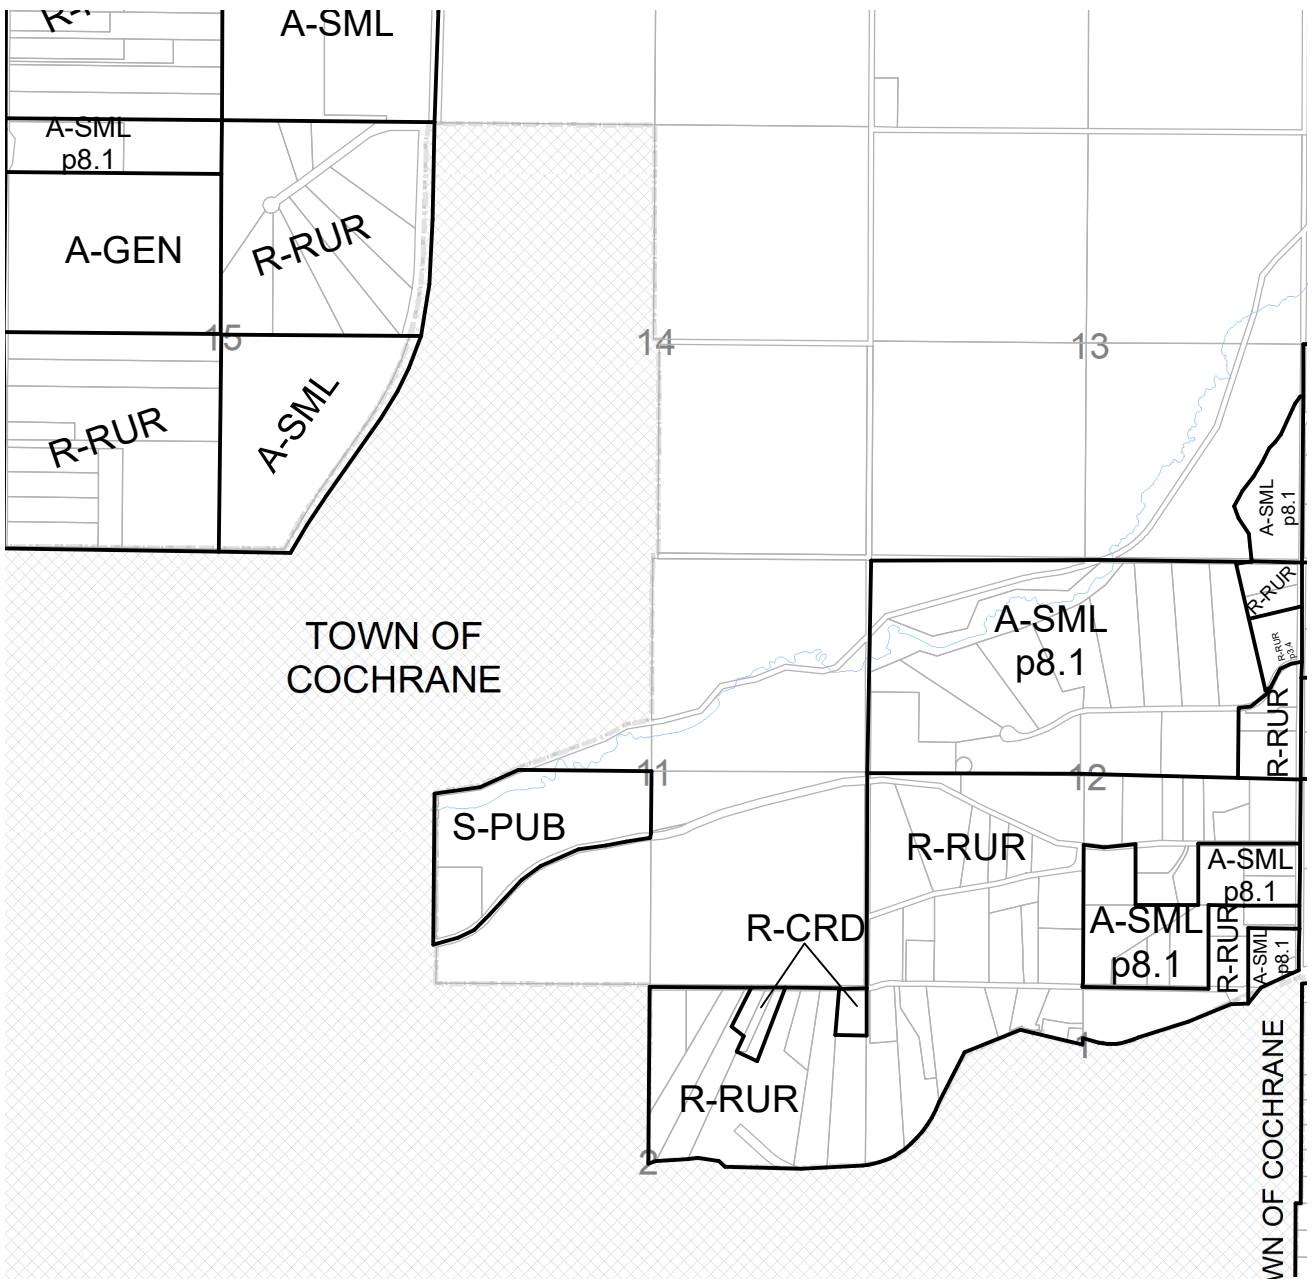 A-SML
A-SML
p8.1
A-GEN
R-RUR
15
14
13
R-RUR
A-SML
A-SML
p8.1
R-RUR
A-SML
p8.1
R-RUR
p3.4
TOWN OF
COCHRANE
R-RUR
11
12
S-PUB
R-RUR
A-SML
p8.1
R-CRD
A-SML
p8.1
R-RUR
A-SML
p8.1
1
R-RUR
2
WN OF COCHRANE